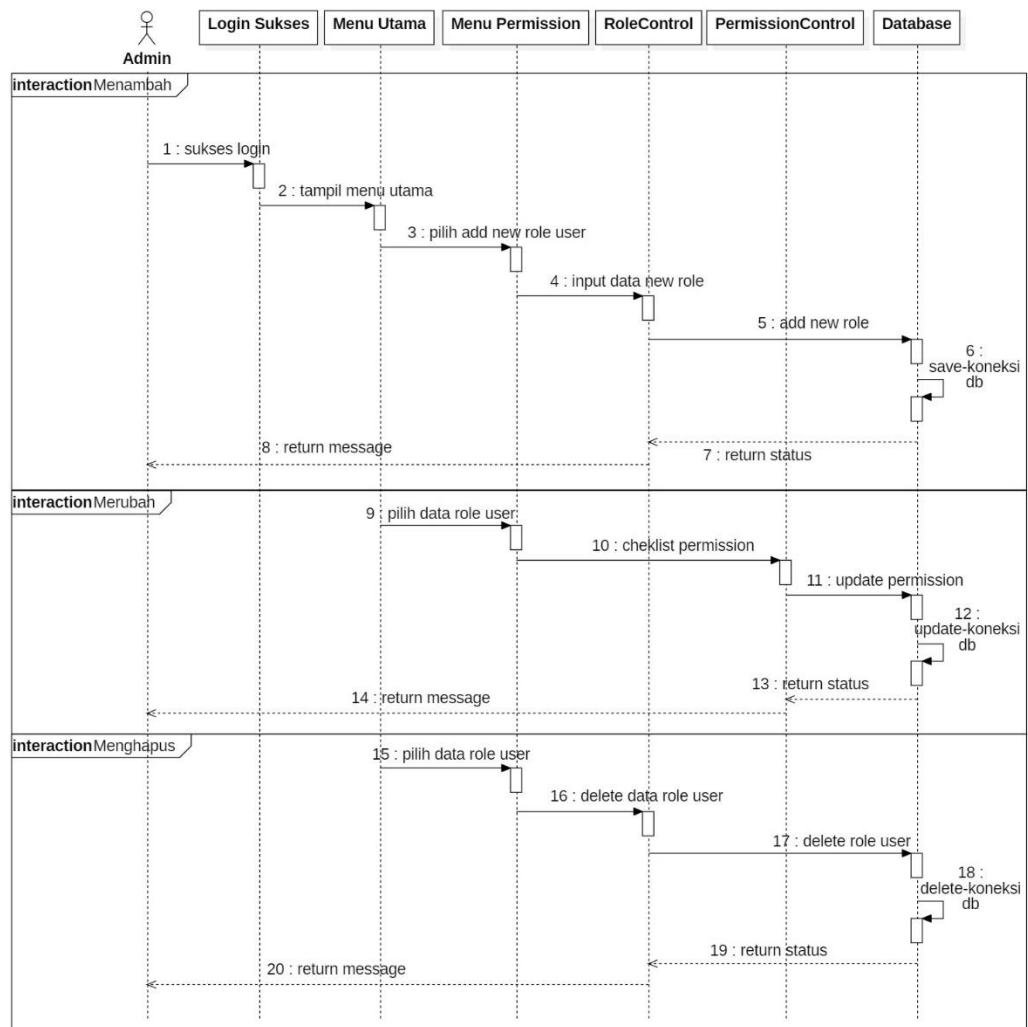 Login Sukses
Menu Utama
Menu Permission
RoleControl
PermissionControl
Database
Admin
interactionMenambah
1 : sukses login
2 : tampil menu utama
3 : pilih add new role user
4 : input data new role
5 : add new role
6 :
save-koneksi
db
8 : return message
7 : return status
interactionMerubah
9 : pilih data role user
10 : cheklist permission
11 : update permission
12 :
update-koneksi
db
13 : return status
14 : return message
interactionMenghapus
15 : pilih data role user
16 : delete data role user
17 : delete role user
18 :
delete-koneksi
db
19 : return status
20 : return message